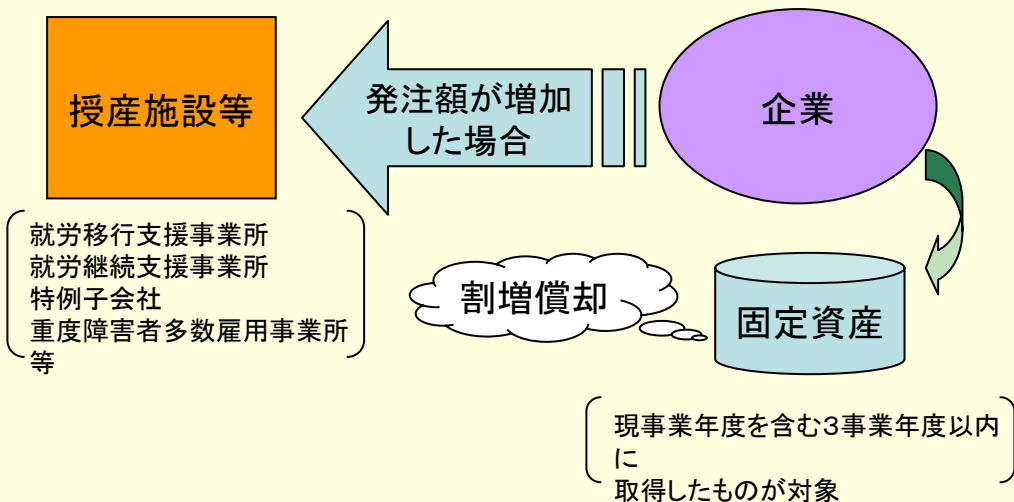 授産施設等
発注額が増加
した場合
企業
就労移行支援事業所
就労継続支援事業所
特例子会社
重度障害者多数雇用事業所
等
割増償却
固定資産
現事業年度を含む3事業年度以内
に
取得したものが対象